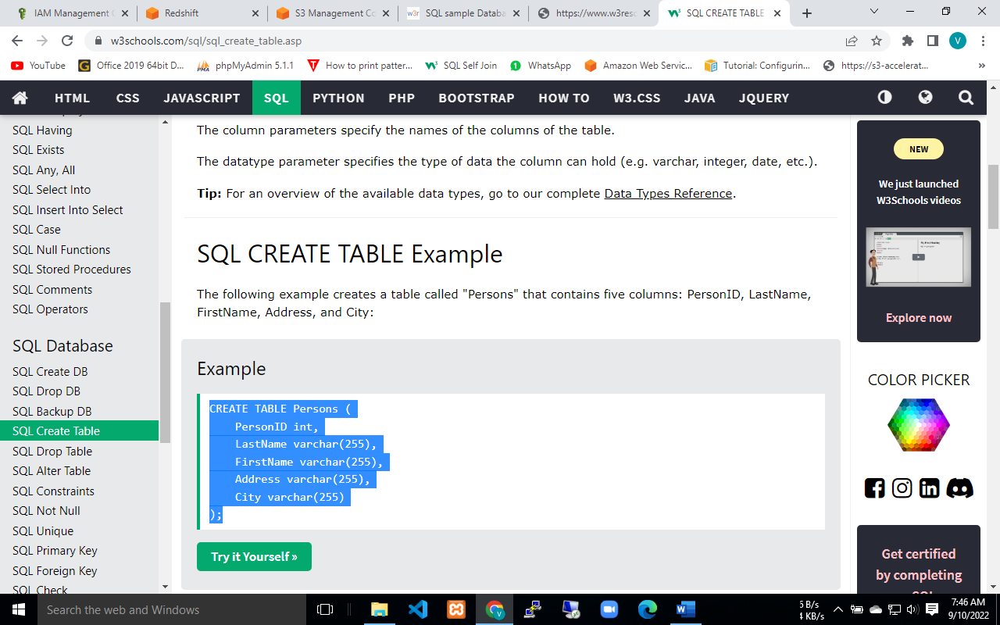 IAM Management C
Redshift
S3 Management Co
w3r SQL sample Databa
https://www.w3resc
SQL CREATE TABLE
w3schools.com/sql/sql_create_table.asp
V
YouTube
Office 2019 64bit D...
phpMyAdmin 5.1.1
How to print patter...
SQL Self Join
WhatsApp
Amazon Web Servic...
Tutorial: Configurin...
https://s3-accelerat...
»
HTML CSS JAVASCRIPT SQL PYTHON PHP BOOTSTRAP HOW TO W3.CSS JAVA JQUERY
SQL Having
SQL Exists
SQL Any, All
SQL Select Into
SQL Insert Into Select
SQL Case
SQL Null Functions
SQL Stored Procedures
SQL Comments
SQL Operators
SQL Database
SQL Create DB
SQL Drop DB
SQL Backup DB
SQL Create Table
SQL Drop Table
SQL Alter Table
SQL Constraints
SQL Not Null
SQL Unique
SQL Primary Key
SQL Foreign Key
SQL Check
The column parameters specify the names of the columns of the table.
The datatype parameter specifies the type of data the column can hold (e.g. varchar, integer, date, etc.).
Tip: For an overview of the available data types, go to our complete Data Types Reference.
SQL CREATE TABLE Example
The following example creates a table called "Persons" that contains five columns: PersonID, LastName,
FirstName, Address, and City:
Example
CREATE TABLE Persons (
PersonID int,
LastName varchar(255),
FirstName varchar(255),
Address varchar(255),
City varchar(255)
);
Try it Yourself »
NEW
We just launched
W3Schools videos
Explore now
COLOR PICKER
Get certified
by completing
Search the web and Windows
B/s
KB/s
7:46 AM
9/10/2022